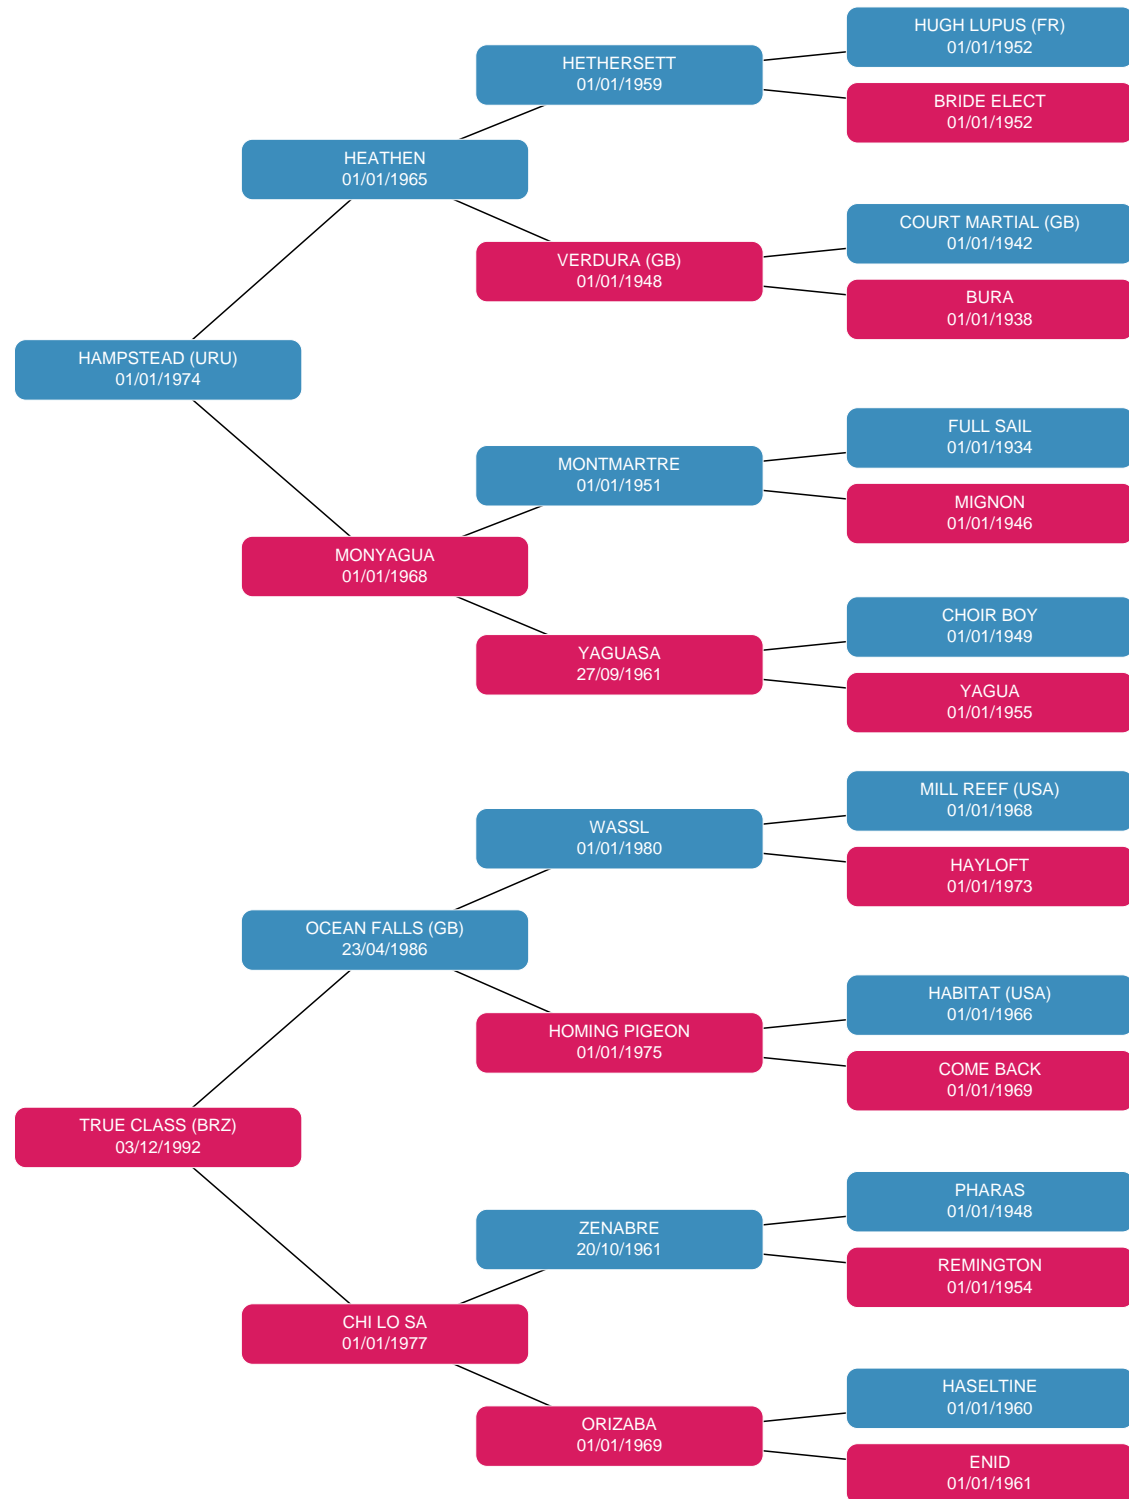 HUGH LUPUS (FR)
01/01/1952
HETHERSETT
01/01/1959
BRIDE ELECT
01/01/1952
HEATHEN
01/01/1965
COURT MARTIAL (GB)
01/01/1942
VERDURA (GB)
01/01/1948
BURA
01/01/1938
HAMPSTEAD (URU)
01/01/1974
FULL SAIL
01/01/1934
MONTMARTRE
01/01/1951
MIGNON
01/01/1946
MONYAGUA
01/01/1968
CHOIR BOY
01/01/1949
YAGUASA
27/09/1961
YAGUA
01/01/1955
MILL REEF (USA)
01/01/1968
WASSL
01/01/1980
HAYLOFT
01/01/1973
OCEAN FALLS (GB)
23/04/1986
HABITAT (USA)
01/01/1966
HOMING PIGEON
01/01/1975
COME BACK
01/01/1969
TRUE CLASS (BRZ)
03/12/1992
PHARAS
01/01/1948
ZENABRE
20/10/1961
REMINGTON
01/01/1954
CHI LO SA
01/01/1977
HASELTINE
01/01/1960
ORIZABA
01/01/1969
ENID
01/01/1961